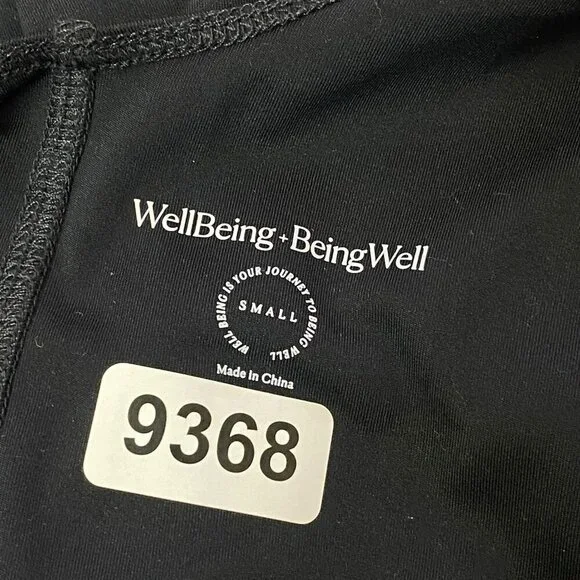 WellBeing + BeingWell
WELL BEING IS YOUR JOURNEY TO BEING WELL
SMALL
Made in China
9368